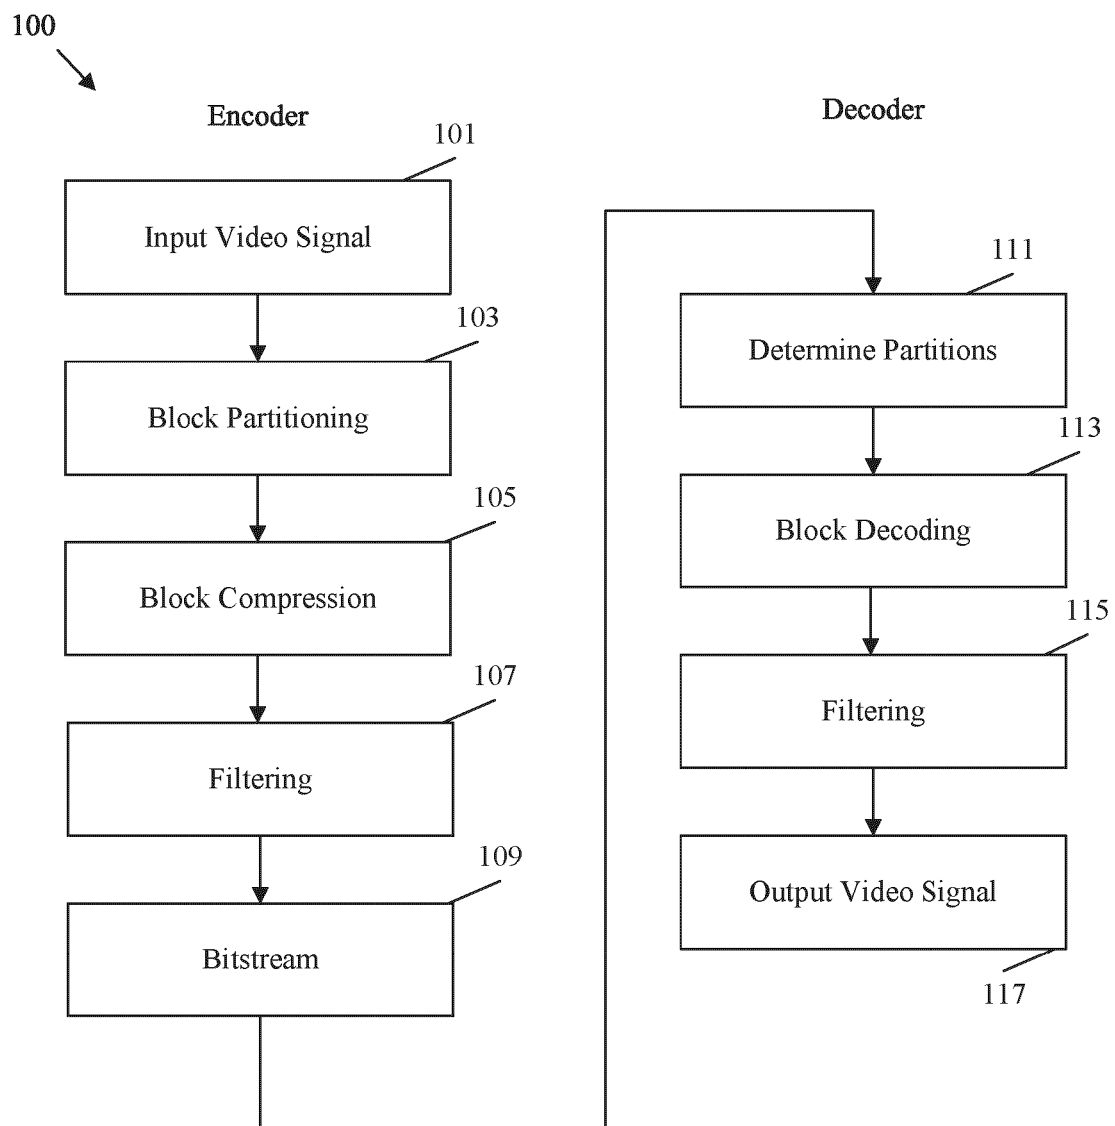 100
Encoder
101
Input Video Signal
103
Block Partitioning
105
Block Compression
107
Filtering
109
Bitstream
Decoder
111
Determine Partitions
113
Block Decoding
115
Filtering
Output Video Signal
117